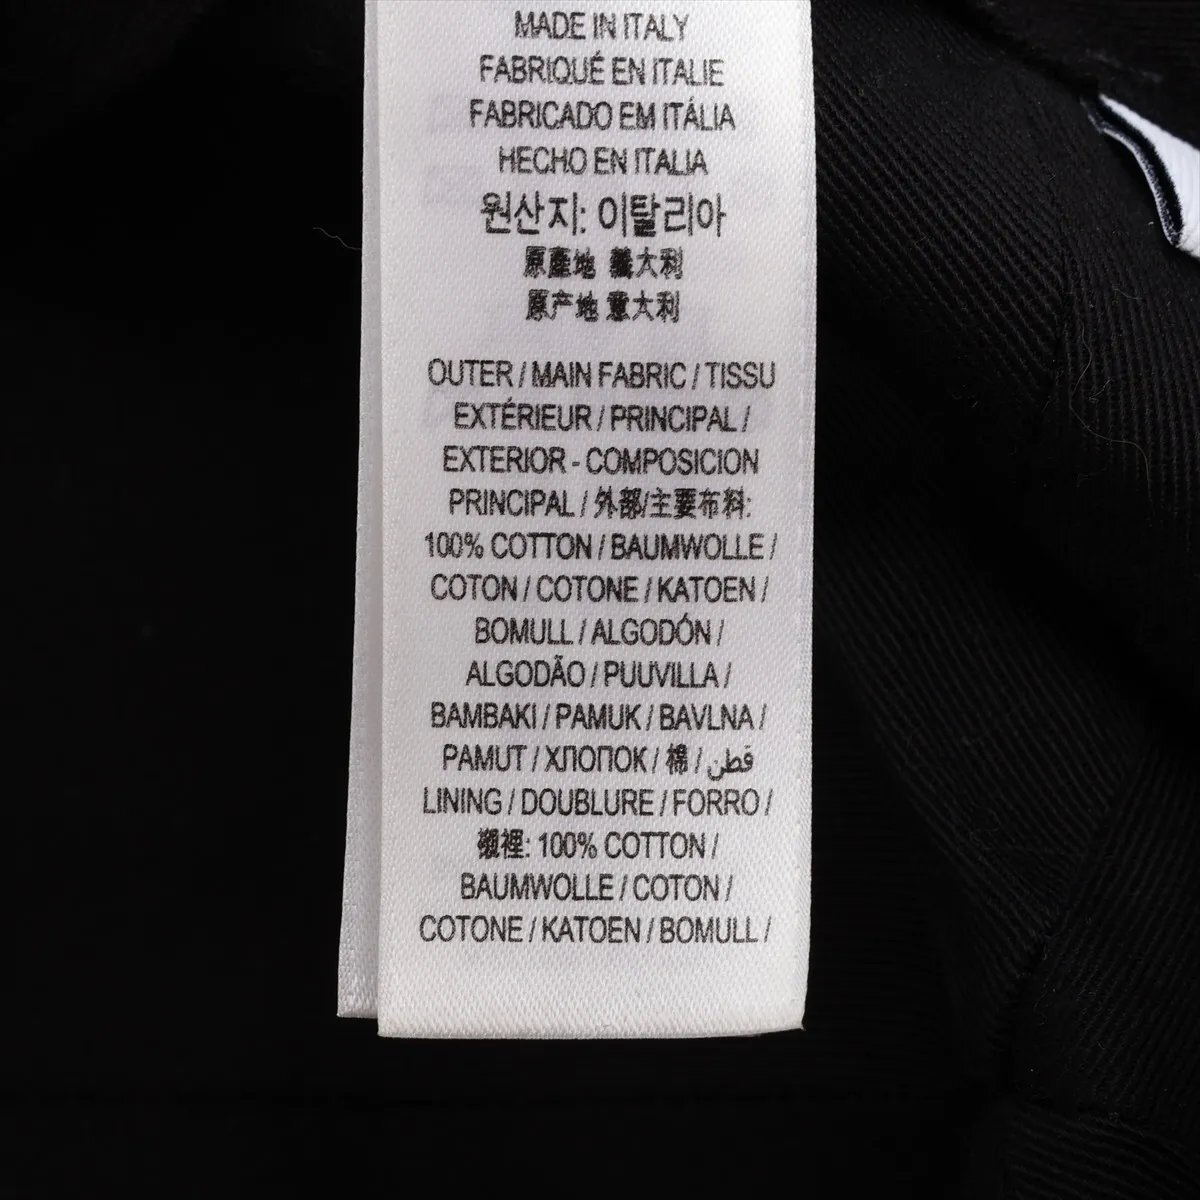 MADE IN ITALY
FABRIQUÉ EN ITALIE
FABRICADO EM ITÁLIA
HECHO EN ITALIA
원산지: 이탈리아
原產地 義大利
原产地 意大利
OUTER / MAIN FABRIC / TISSU
EXTÉRIEUR / PRINCIPAL /
EXTERIOR - COMPOSICION
PRINCIPAL / 外部/主要布料:
100% COTTON / BAUMWOLLE /
COTON / COTONE / KATOEN /
BOMULL / ALGODÓN /
ALGODÃO / PUUVILLA /
BAMBAKI / PAMUK / BAVLNA /
PAMUT / ХЛОПОК / 棉 / قطن
LINING / DOUBLURE / FORRO /
襯裡: 100% COTTON /
BAUMWOLLE / COTON /
COTONE / KATOEN / BOMULL /